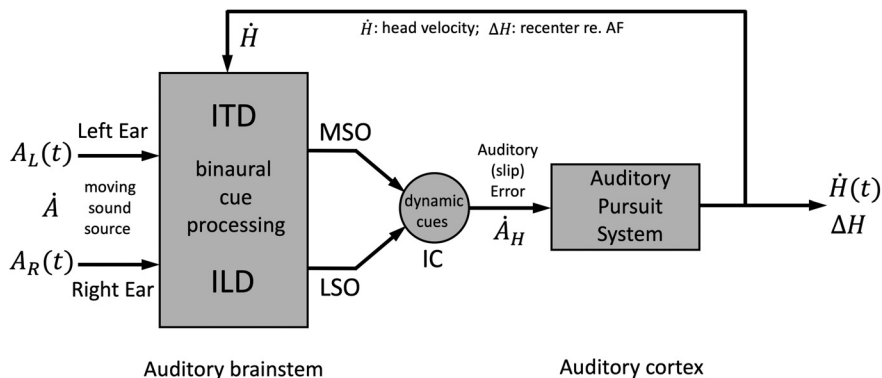 Ḣ: head velocity; ΔH: recenter re. AF
Ḣ
ITD
binaural
cue
processing
ILD
Left Ear
A_L(t)
Ȧ
moving
sound
source
A_R(t)
Right Ear
MSO
LSO
dynamic
cues
IC
Auditory
(slip)
Error
Ȧ_H
Auditory
Pursuit
System
Ḣ(t)
ΔH
Auditory brainstem
Auditory cortex